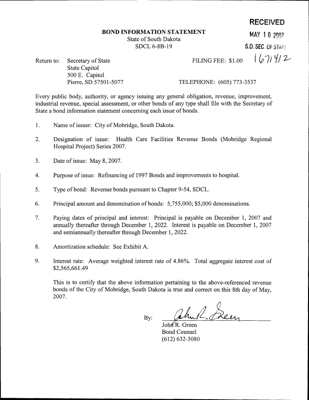 RECEIVED
MAY 10 2007
S.D. SEC OF STATE
1671412
BOND INFORMATION STATEMENT
State of South Dakota
SDCL 6-8B-19
Return to: Secretary of State
State Capitol
500 E. Capitol
Pierre, SD 57501-5077
FILING FEE: $1.00
TELEPHONE: (605) 773-3537
Every public body, authority, or agency issuing any general obligation, revenue, improvement,
industrial revenue, special assessment, or other bonds of any type shall file with the Secretary of
State a bond information statement concerning each issue of bonds.
1. Name of issuer: City of Mobridge, South Dakota.
2. Designation of issue: Health Care Facilities Revenue Bonds (Mobridge Regional
Hospital Project) Series 2007.
3. Date of issue: May 8, 2007.
4. Purpose of issue: Refinancing of 1997 Bonds and improvements to hospital.
5. Type of bond: Revenue bonds pursuant to Chapter 9-54, SDCL.
6. Principal amount and denomination of bonds: 5,755,000; $5,000 denominations.
7. Paying dates of principal and interest: Principal is payable on December 1, 2007 and
annually thereafter through December 1, 2022. Interest is payable on December 1, 2007
and semiannually thereafter through December 1, 2022.
8. Amortization schedule: See Exhibit A.
9. Interest rate: Average weighted interest rate of 4.86%. Total aggregate interest cost of
$2,565,661.49
This is to certify that the above information pertaining to the above-referenced revenue
bonds of the City of Mobridge, South Dakota is true and correct on this 8th day of May,
2007.
By: John R. Green
John R. Green
Bond Counsel
(612) 632-3080